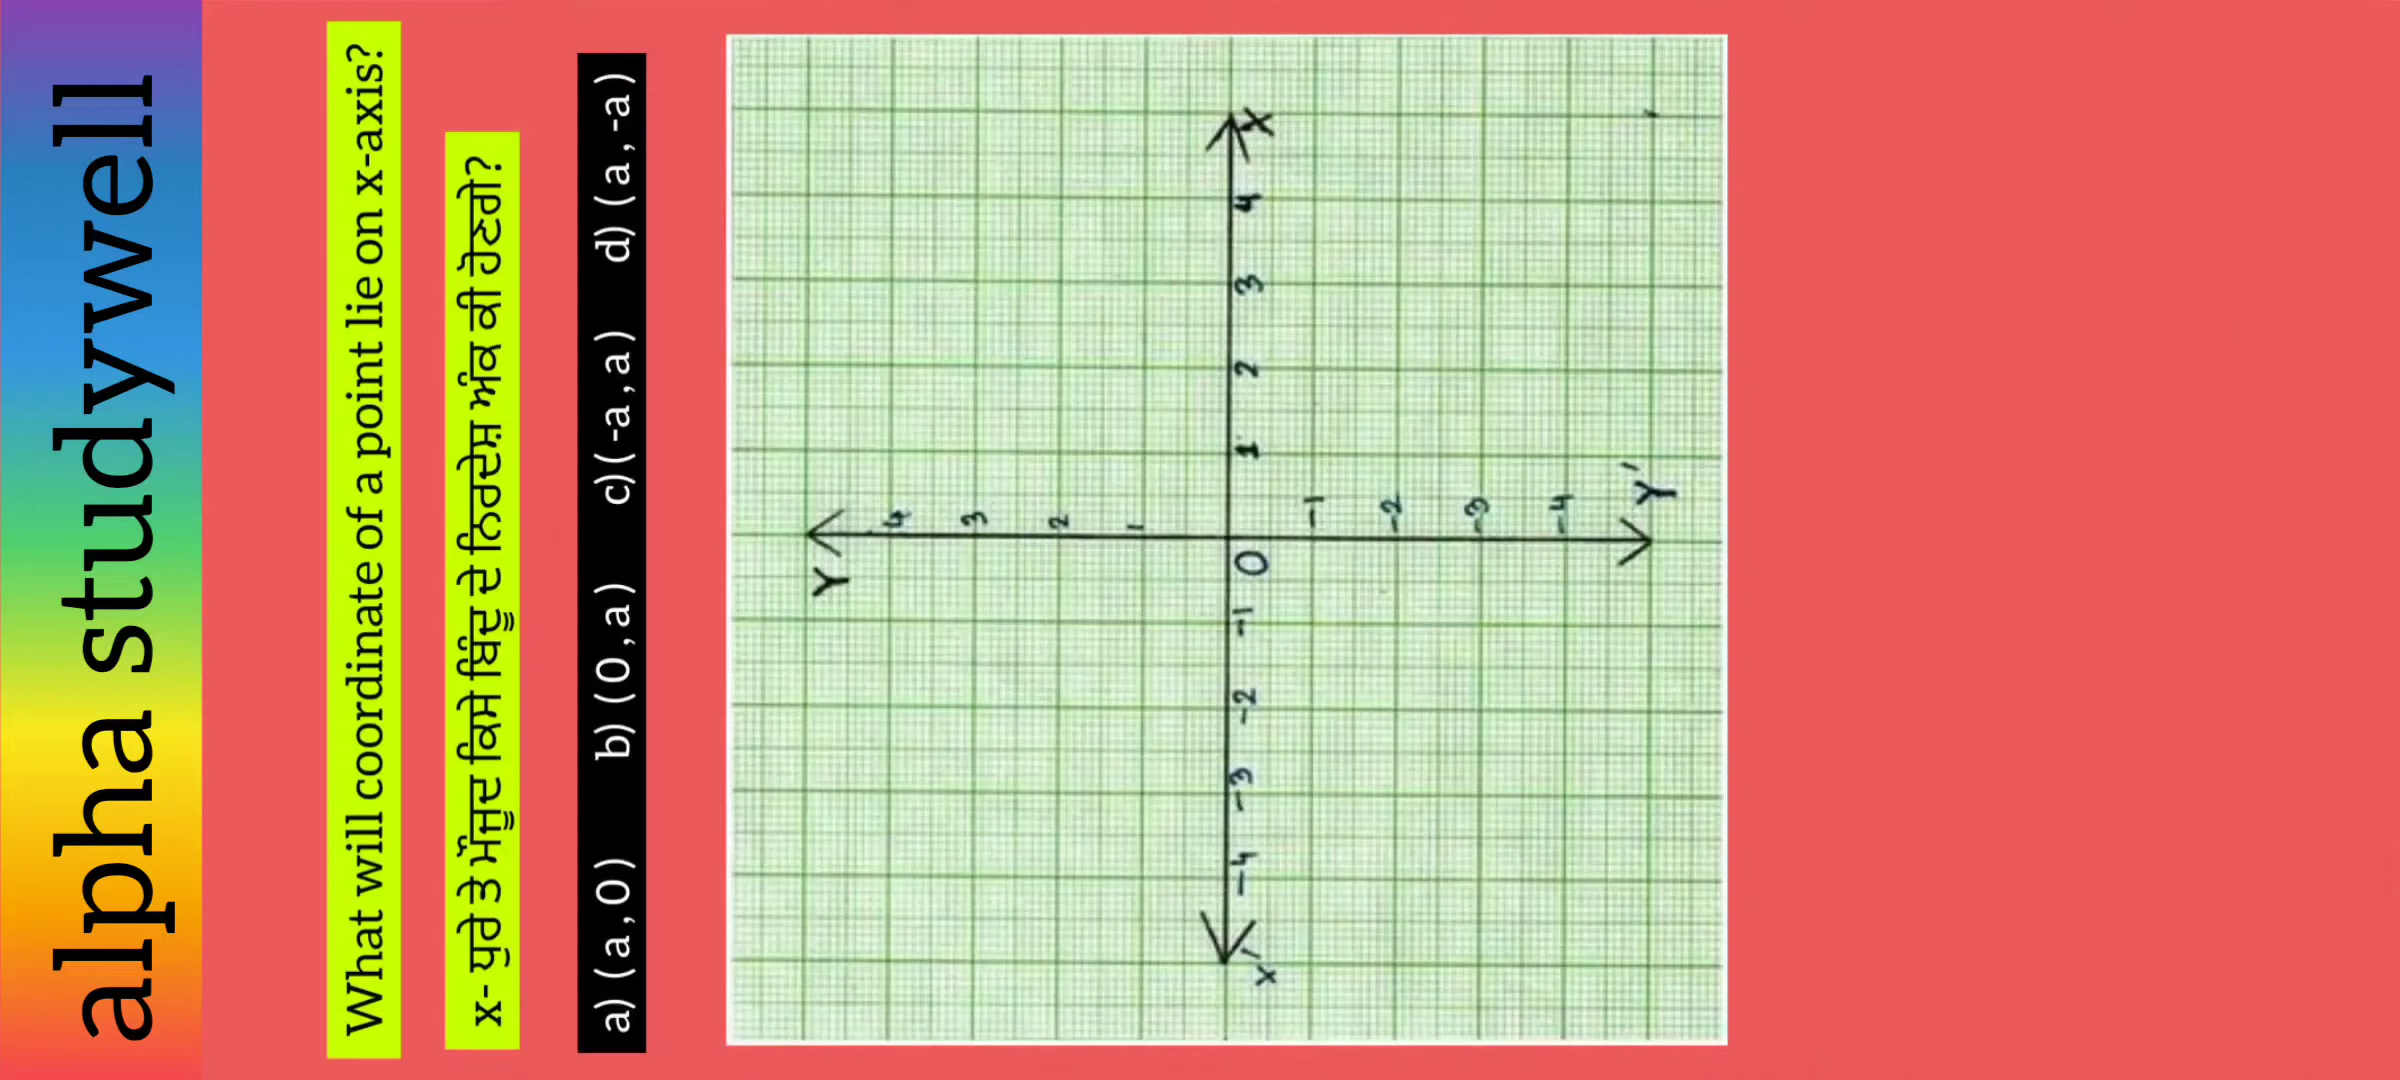 alpha studywell
What will coordinate of a point lie on x-axis?
x- ਧੁਰੇ ਤੇ ਮੌਜੂਦ ਕਿਸੇ ਬਿੰਦੂ ਦੇ ਨਿਰਦੇਸ਼ ਅੰਕ ਕੀ ਹੋਣਗੇ?
a) (a,0) b) (0,a) c)(-a,a) d) (a,-a)
Y
4
3
2
1
X' -4 -3 -2 -1 0 1 2 3 4 X
-1
-2
-3
-4
Y'